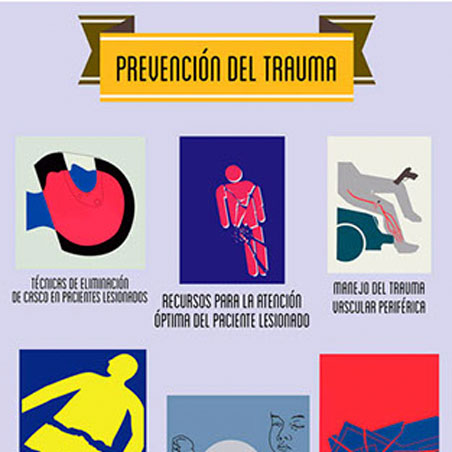 PREVENCIÓN DEL TRAUMA
TÉCNICAS DE ELIMINACIÓN
DE CASCO EN PACIENTES LESIONADOS
RECURSOS PARA LA ATENCIÓN
ÓPTIMA DEL PACIENTE LESIONADO
MANEJO DEL TRAUMA
VASCULAR PERIFÉRICA